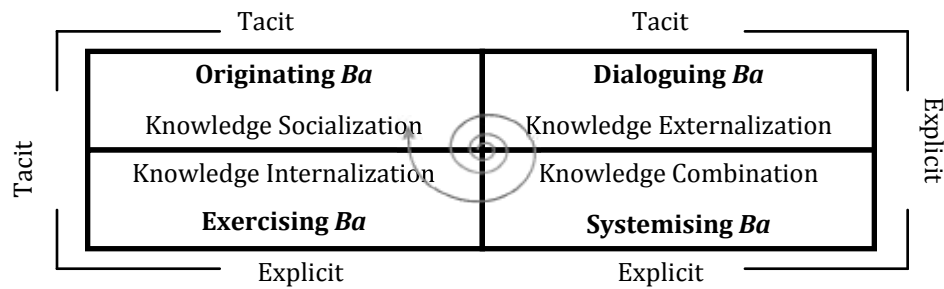 Tacit Tacit
Originating Ba Dialoguing Ba
Knowledge Socialization Knowledge Externalization
Tacit Explicit
Knowledge Internalization Knowledge Combination
Exercising Ba Systemising Ba
Explicit Explicit